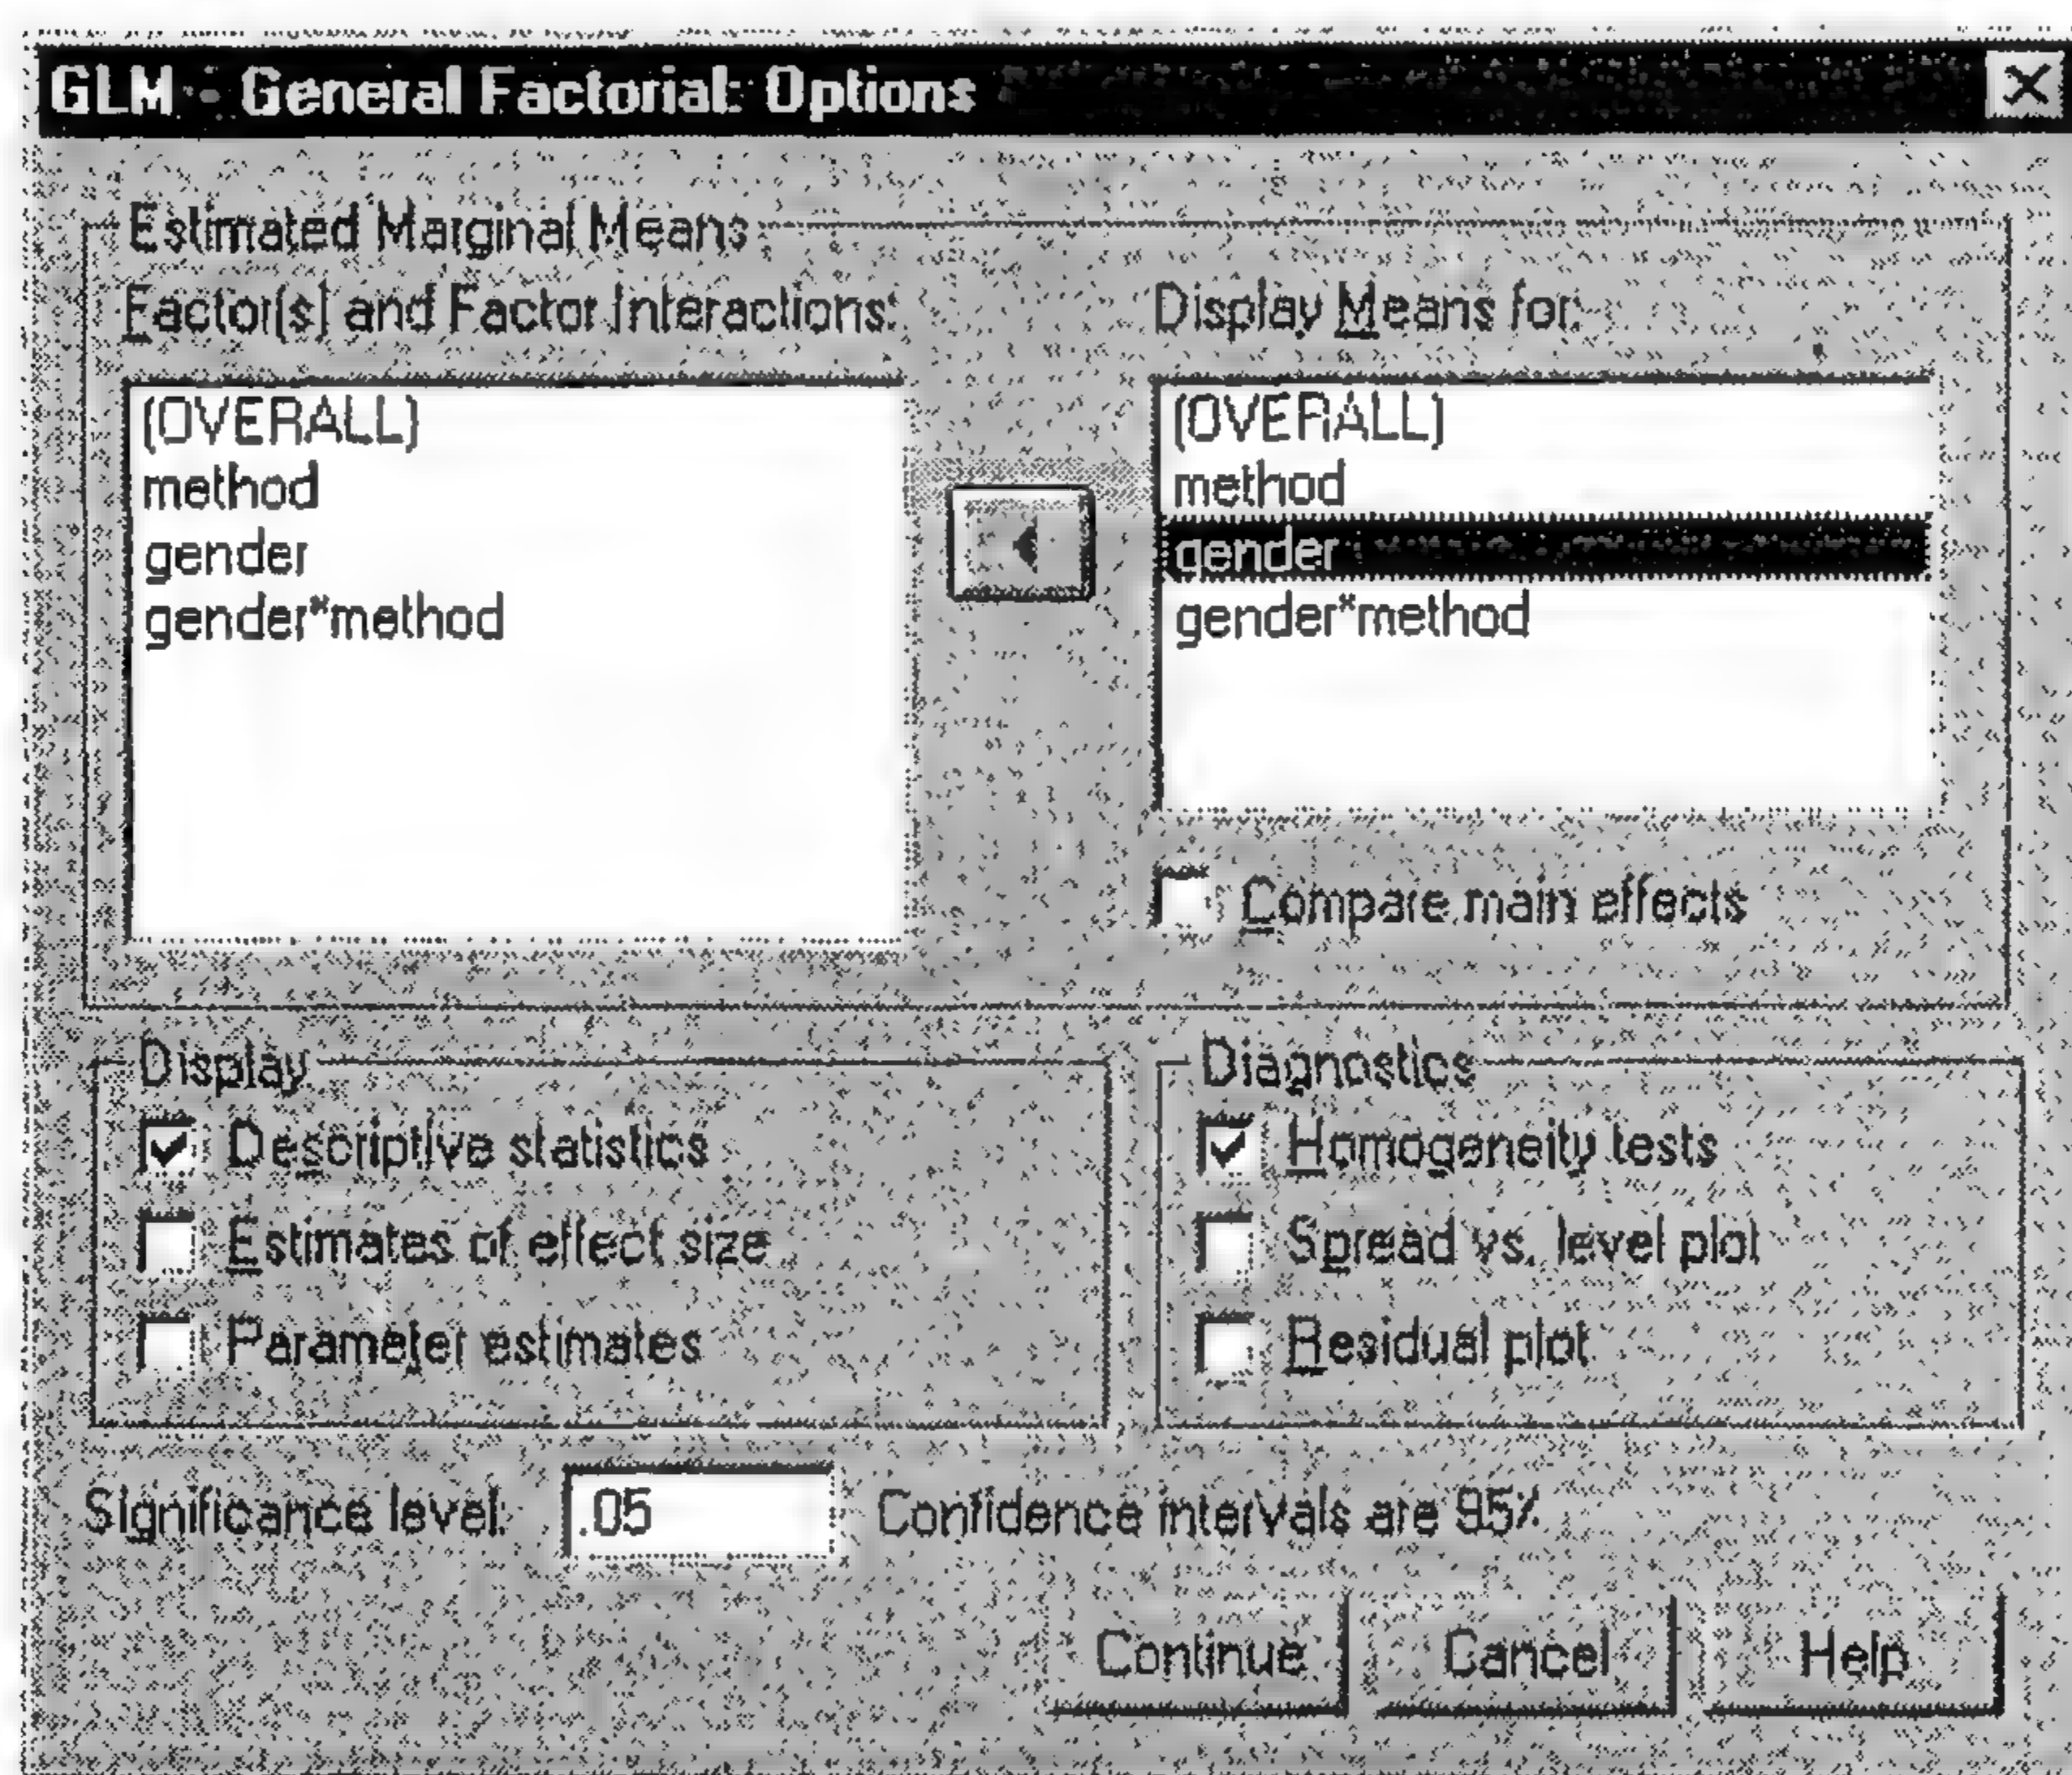 GLM - General Factorial: Options
Estimated Marginal Means
Factor(s) and Factor Interactions:
(OVERALL)
method
gender
gender*method
Display Means for:
(OVERALL)
method
gender
gender*method
Compare main effects
Display
Descriptive statistics
Estimates of effect size
Parameter estimates
Diagnostics
Homogeneity tests
Spread vs. level plot
Residual plot
Significance level: .05 Confidence intervals are 95%
Continue Cancel Help